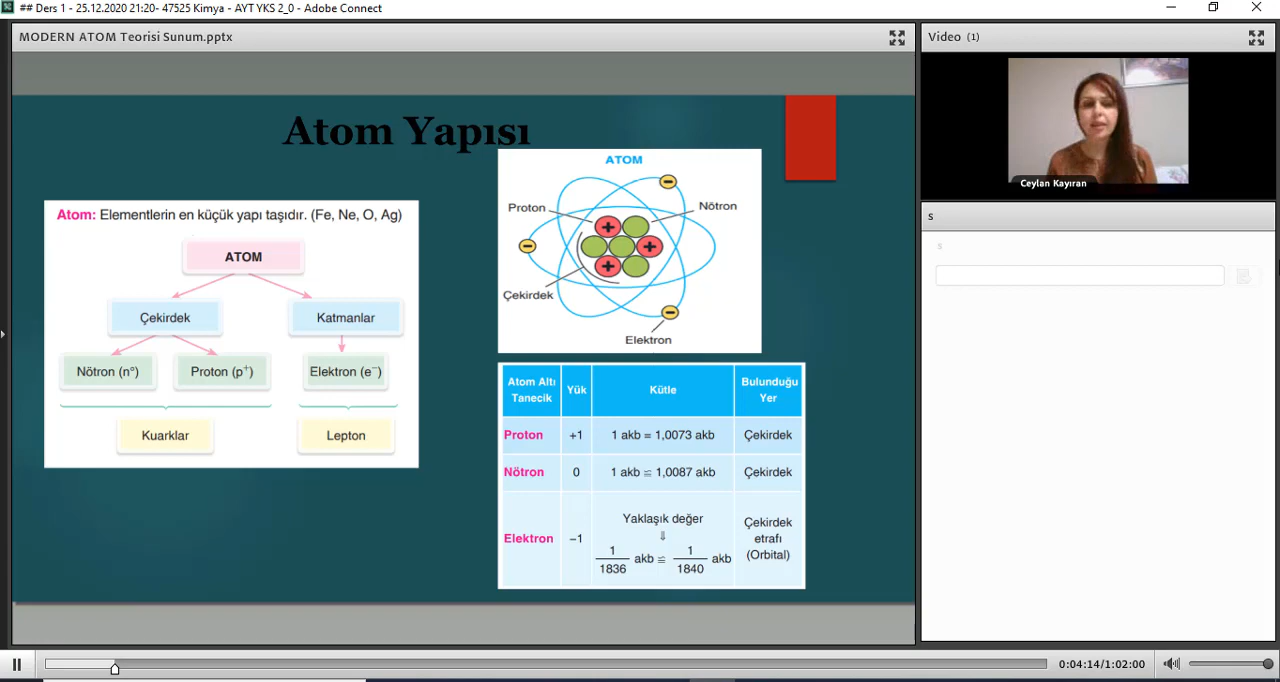 ## Ders 1 - 25.12.2020 21:20- 47525 Kimya - AYT YKS 2_0 - Adobe Connect
MODERN ATOM Teorisi Sunum.pptx
Atom Yapısı
Atom: Elementlerin en küçük yapı taşıdır. (Fe, Ne, O, Ag)
ATOM
Çekirdek
Katmanlar
Nötron (n°)
Proton (p⁺)
Elektron (e⁻)
Kuarklar
Lepton
ATOM
Proton
Nötron
Çekirdek
Elektron
Atom Altı
Tanecik
Yük
Kütle
Bulunduğu
Yer
Proton
+1
1 akb = 1,0073 akb
Çekirdek
Nötron
0
1 akb ≌ 1,0087 akb
Çekirdek
Elektron
−1
Yaklaşık değer
⇓
1/1836 akb ≌ 1/1840 akb
Çekirdek
etrafı
(Orbital)
Video (1)
Ceylan Kayıran
s
s
0:04:14/1:02:00